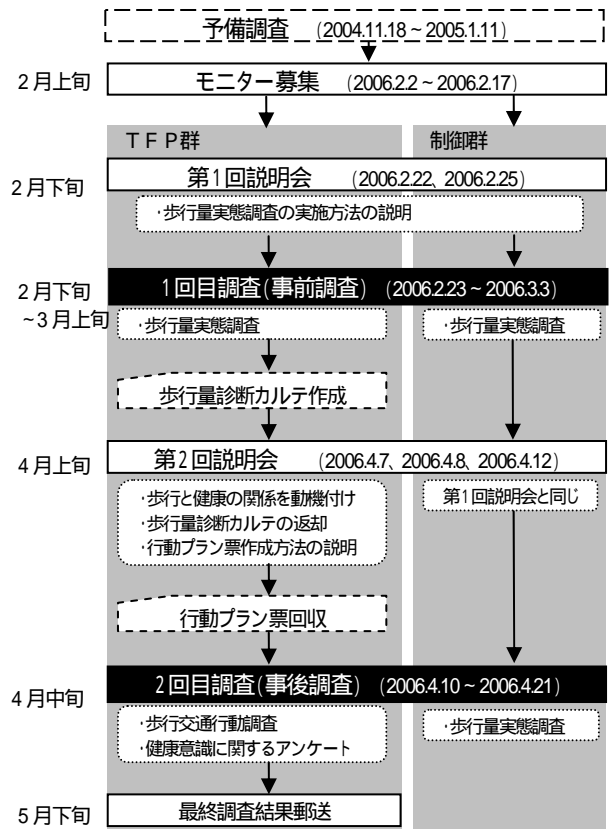 予備調査 (2004.11.18～2005.1.11)
2月上旬 モニター募集 (2006.2.2～2006.2.17)
TFP群 制御群
2月下旬 第1回説明会 (2006.2.22、2006.2.25)
・歩行量実態調査の実施方法の説明
2月下旬 1回目調査(事前調査) (2006.2.23～2006.3.3)
~3月上旬 ・歩行量実態調査 ・歩行量実態調査
歩行量診断カルテ作成
4月上旬 第2回説明会 (2006.4.7、2006.4.8、2006.4.12)
・歩行と健康の関係を動機付け 第1回説明会と同じ
・歩行量診断カルテの返却
・行動プラン票作成方法の説明
行動プラン票回収
4月中旬 2回目調査(事後調査) (2006.4.10～2006.4.21)
・歩行交通行動調査 ・歩行量実態調査
・健康意識に関するアンケート
5月下旬 最終調査結果郵送